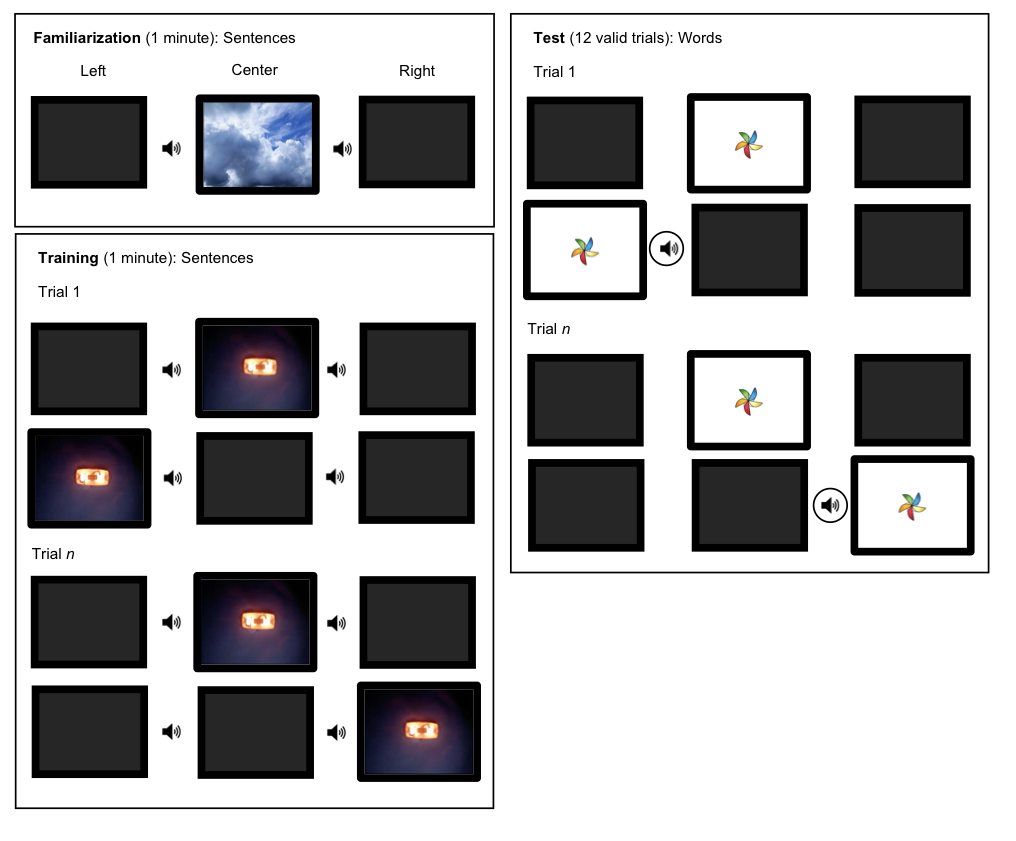 Familiarization (1 minute): Sentences
Left Center Right
Training (1 minute): Sentences
Trial 1
Trial n
Test (12 valid trials): Words
Trial 1
Trial n